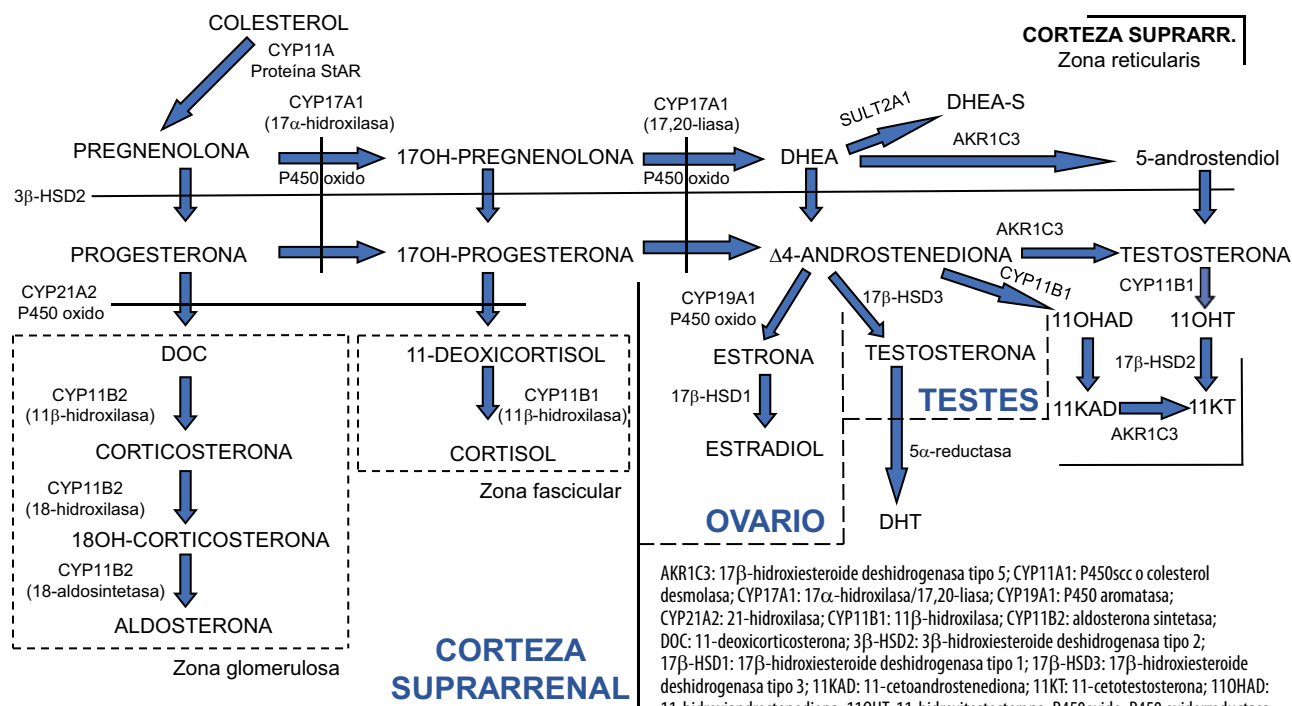 COLESTEROL
CYP11A
Proteína StAR
CORTEZA SUPRARR.
Zona reticularis
CYP17A1
(17α-hidroxilasa)
CYP17A1
(17,20-liasa)
SULT2A1
DHEA-S
AKR1C3
PREGNENOLONA
17OH-PREGNENOLONA
DHEA
5-androstendiol
P450 oxido
P450 oxido
3β-HSD2
PROGESTERONA
17OH-PROGESTERONA
Δ4-ANDROSTENEDIONA
AKR1C3
TESTOSTERONA
CYP21A2
P450 oxido
CYP19A1
P450 oxido
17β-HSD3
CYP11B1
CYP11B1
11OHAD
11OHT
DOC
11-DEOXICORTISOL
ESTRONA
TESTOSTERONA
17β-HSD2
CYP11B2
(11β-hidroxilasa)
CYP11B1
(11β-hidroxilasa)
17β-HSD1
TESTES
11KAD
11KT
AKR1C3
CORTICOSTERONA
CORTISOL
ESTRADIOL
5α-reductasa
CYP11B2
(18-hidroxilasa)
Zona fascicular
OVARIO
DHT
18OH-CORTICOSTERONA
CYP11B2
(18-aldosintetasa)
ALDOSTERONA
Zona glomerulosa
CORTEZA
SUPRARRENAL
AKR1C3: 17β-hidroxiesteroide deshidrogenasa tipo 5; CYP11A1: P450scc o colesterol
desmolasa; CYP17A1: 17α-hidroxilasa/17,20-liasa; CYP19A1: P450 aromatasa;
CYP21A2: 21-hidroxilasa; CYP11B1: 11β-hidroxilasa; CYP11B2: aldosterona sintetasa;
DOC: 11-deoxicorticosterona; 3β-HSD2: 3β-hidroxiesteroide deshidrogenasa tipo 2;
17β-HSD1: 17β-hidroxiesteroide deshidrogenasa tipo 1; 17β-HSD3: 17β-hidroxiesteroide
deshidrogenasa tipo 3; 11KAD: 11-cetoandrostenediona; 11KT: 11-cetotestosterona; 11OHAD: